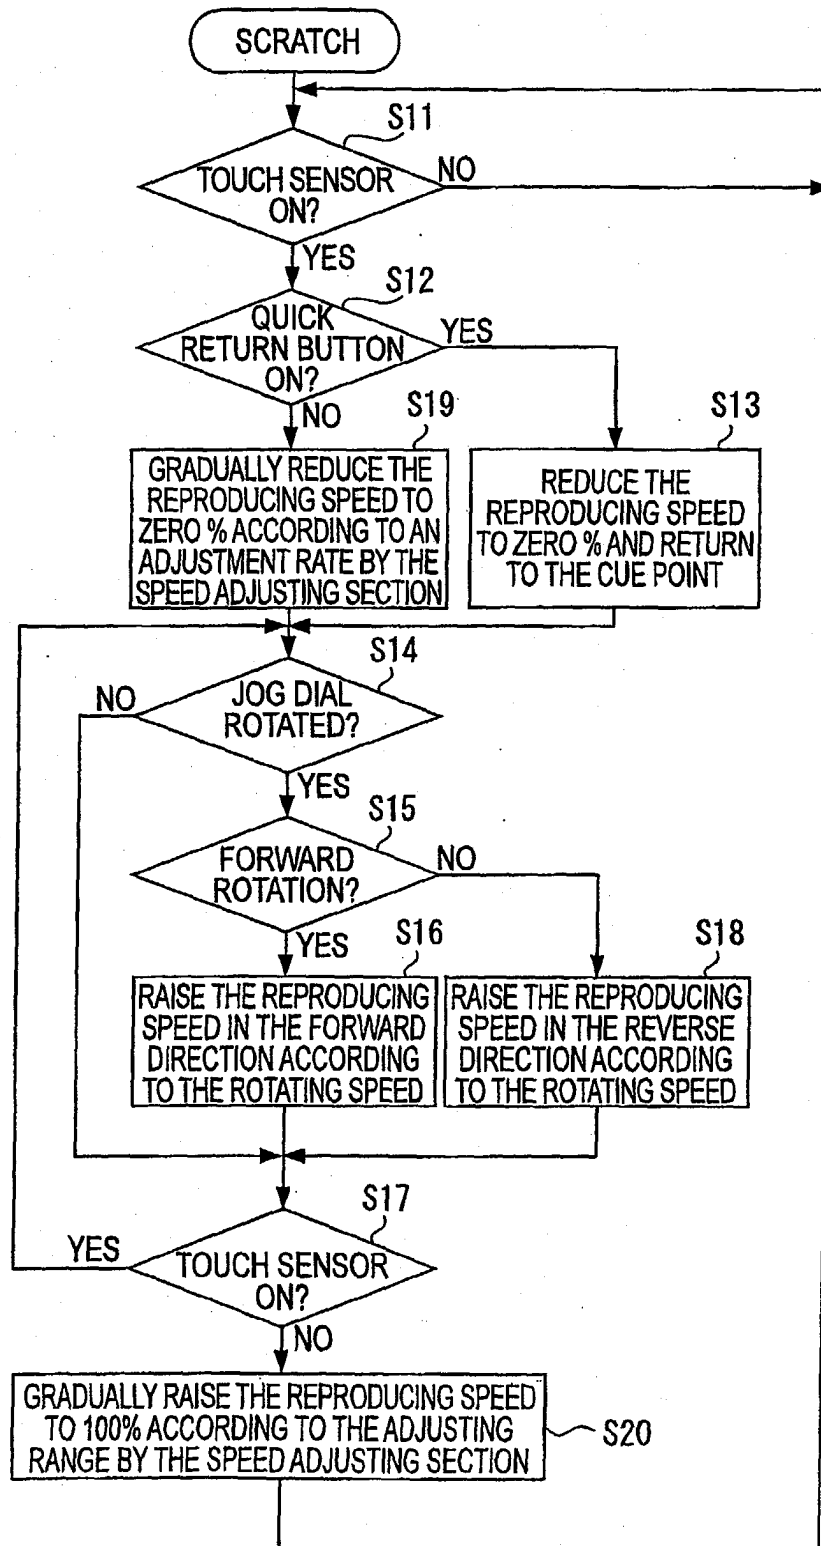 SCRATCH
S11
TOUCH SENSOR
ON?
NO
YES
S12
QUICK
RETURN BUTTON
ON?
YES
NO
S19
GRADUALLY REDUCE THE
REPRODUCING SPEED TO
ZERO % ACCORDING TO AN
ADJUSTMENT RATE BY THE
SPEED ADJUSTING SECTION
S13
REDUCE THE
REPRODUCING SPEED
TO ZERO % AND RETURN
TO THE CUE POINT
S14
JOG DIAL
ROTATED?
NO
YES
S15
FORWARD
ROTATION?
NO
YES
S16
RAISE THE REPRODUCING
SPEED IN THE FORWARD
DIRECTION ACCORDING
TO THE ROTATING SPEED
S18
RAISE THE REPRODUCING
SPEED IN THE REVERSE
DIRECTION ACCORDING
TO THE ROTATING SPEED
S17
TOUCH SENSOR
ON?
YES
NO
GRADUALLY RAISE THE REPRODUCING SPEED
TO 100% ACCORDING TO THE ADJUSTING
RANGE BY THE SPEED ADJUSTING SECTION
S20